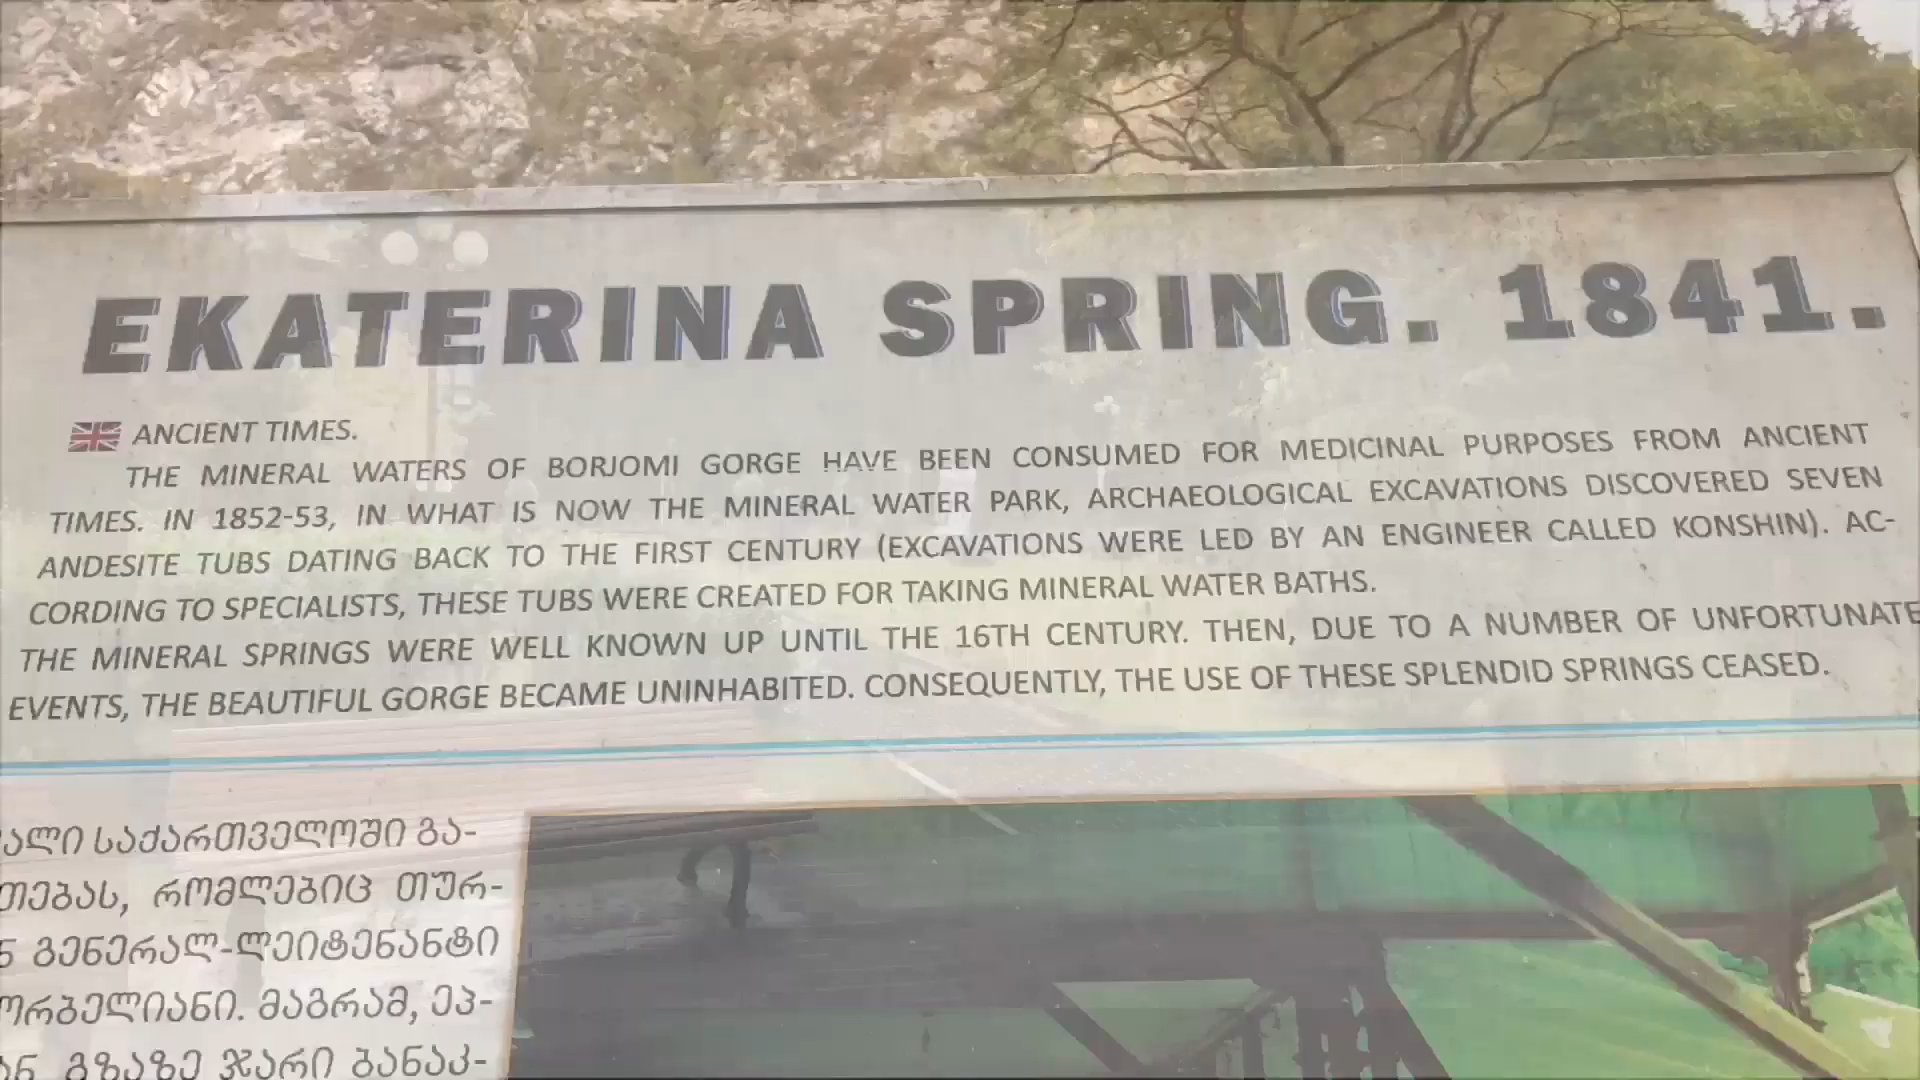 EKATERINA SPRING. 1841.
ANCIENT TIMES.
THE MINERAL WATERS OF BORJOMI GORGE HAVE BEEN CONSUMED FOR MEDICINAL PURPOSES FROM ANCIENT
TIMES. IN 1852-53, IN WHAT IS NOW THE MINERAL WATER PARK, ARCHAEOLOGICAL EXCAVATIONS DISCOVERED SEVEN
ANDESITE TUBS DATING BACK TO THE FIRST CENTURY (EXCAVATIONS WERE LED BY AN ENGINEER CALLED KONSHIN). AC-
CORDING TO SPECIALISTS, THESE TUBS WERE CREATED FOR TAKING MINERAL WATER BATHS.
THE MINERAL SPRINGS WERE WELL KNOWN UP UNTIL THE 16TH CENTURY. THEN, DUE TO A NUMBER OF UNFORTUNATE
EVENTS, THE BEAUTIFUL GORGE BECAME UNINHABITED. CONSEQUENTLY, THE USE OF THESE SPLENDID SPRINGS CEASED.
საქართველოში გა-
რომლებიც თურ-
გენერალ-ლეიტენანტი
მაგრამ, ეპ-
გზაზე ჯარი ბანაკ-